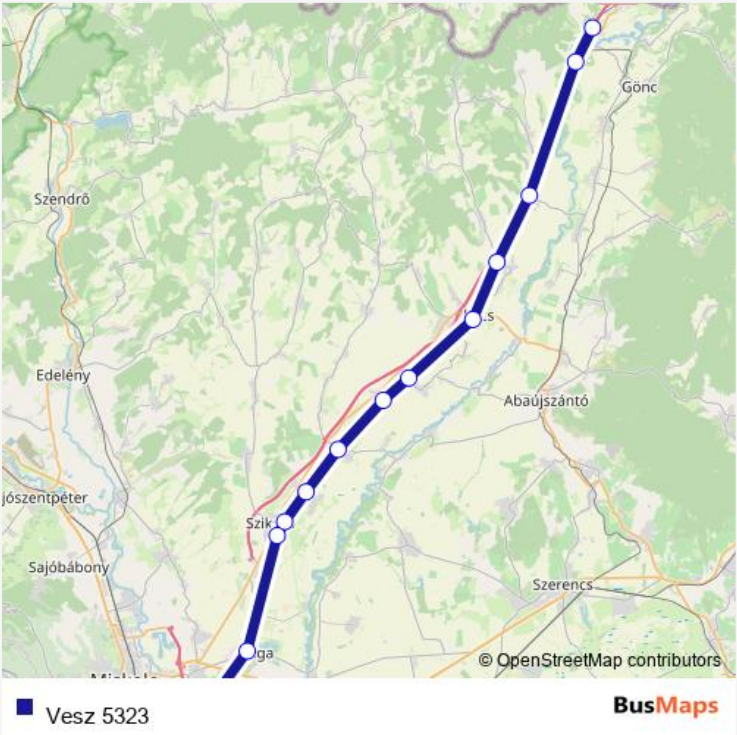 Gönc
Szendrő
Edelény
Abaújszántó
jószentpéter
Szik
Sajóbábony
Szerencs
ga
© OpenStreetMap contributors
Vesz 5323
BusMaps